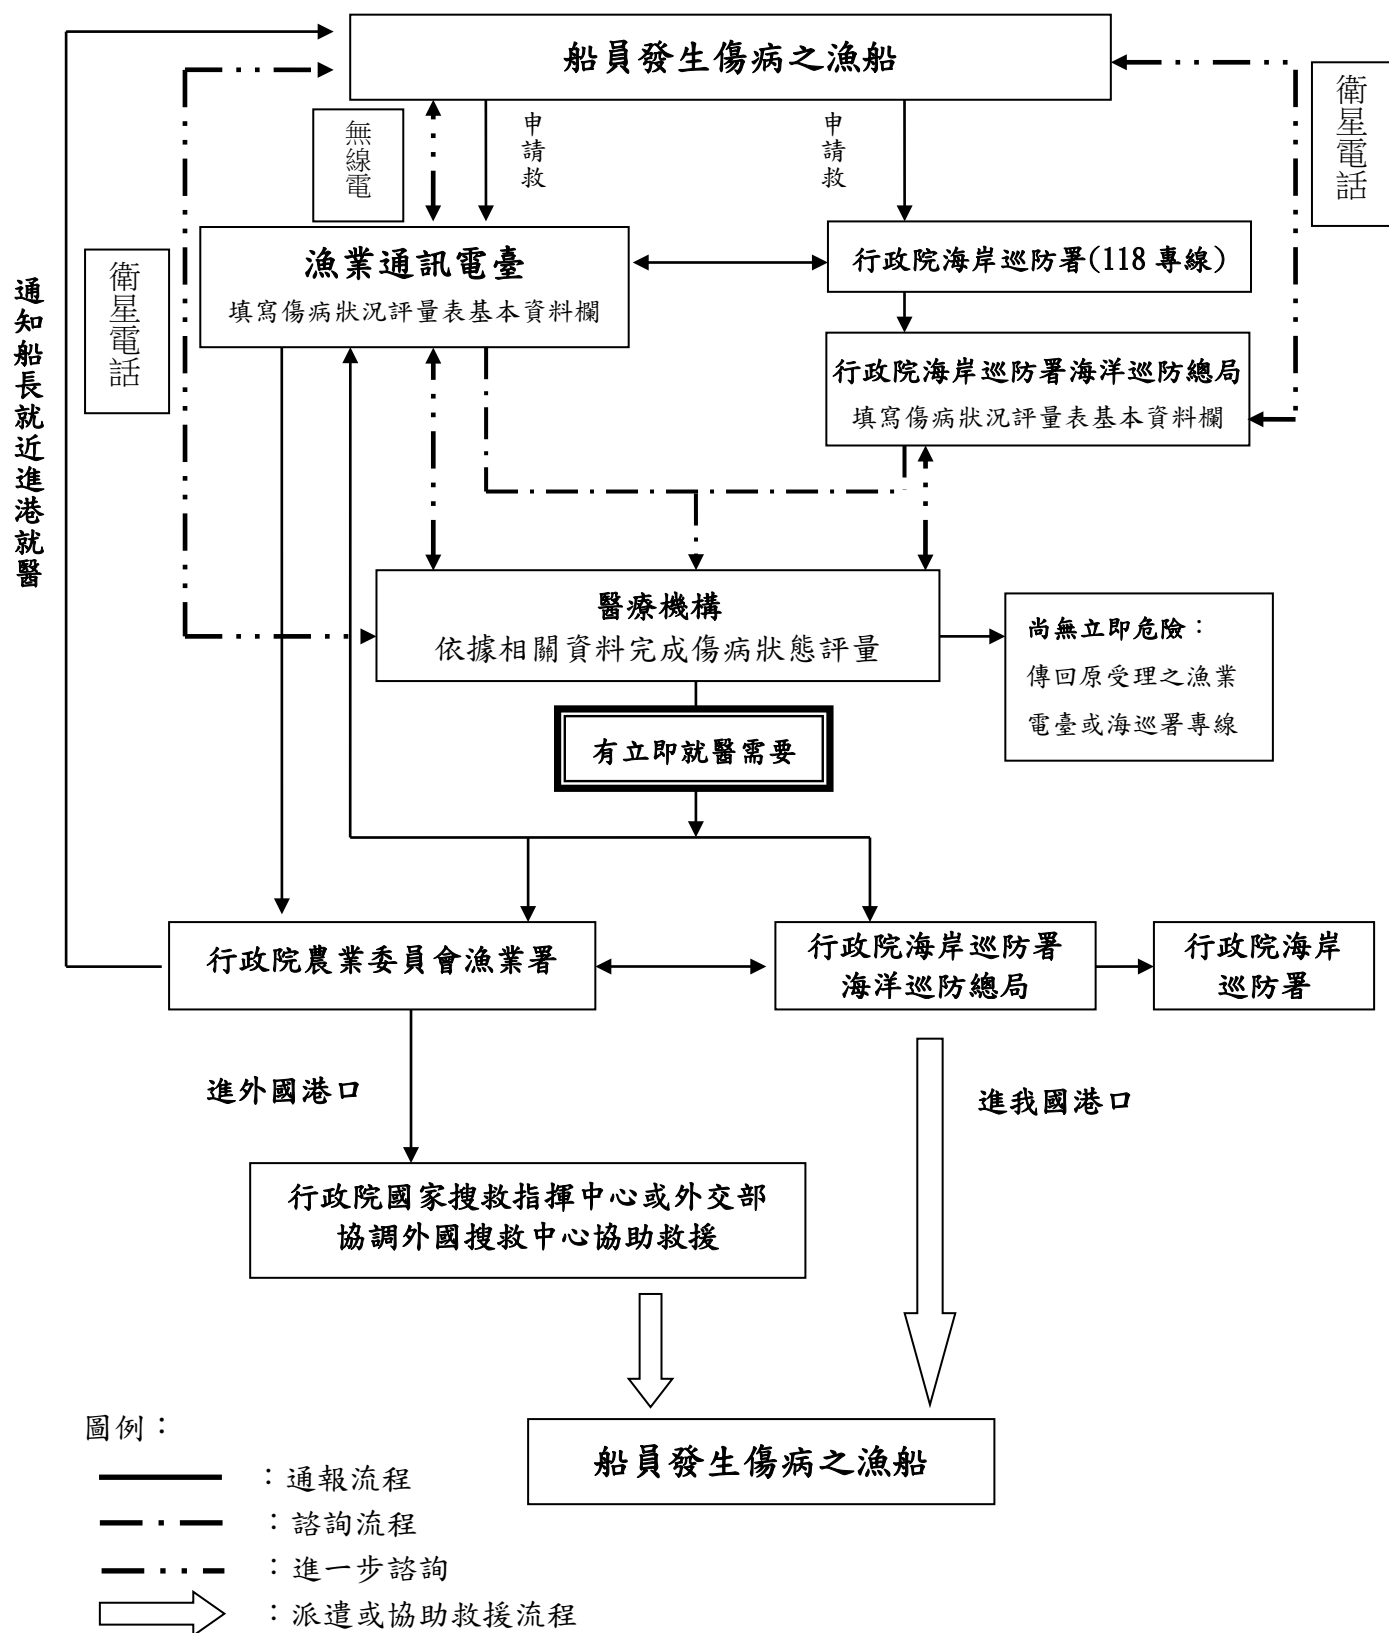 船員發生傷病之漁船
無線電
申請救
申請救
衛星電話
漁業通訊電臺
填寫傷病狀況評量表基本資料欄
行政院海岸巡防署(118 專線)
衛星電話
通知船長就近進港就醫
行政院海岸巡防署海洋巡防總局
填寫傷病狀況評量表基本資料欄
醫療機構
依據相關資料完成傷病狀態評量
尚無立即危險：
傳回原受理之漁業
電臺或海巡署專線
有立即就醫需要
行政院農業委員會漁業署
行政院海岸巡防署
海洋巡防總局
行政院海岸
巡防署
進外國港口
進我國港口
行政院國家搜救指揮中心或外交部
協調外國搜救中心協助救援
船員發生傷病之漁船
圖例：
：通報流程
：諮詢流程
：進一步諮詢
：派遣或協助救援流程